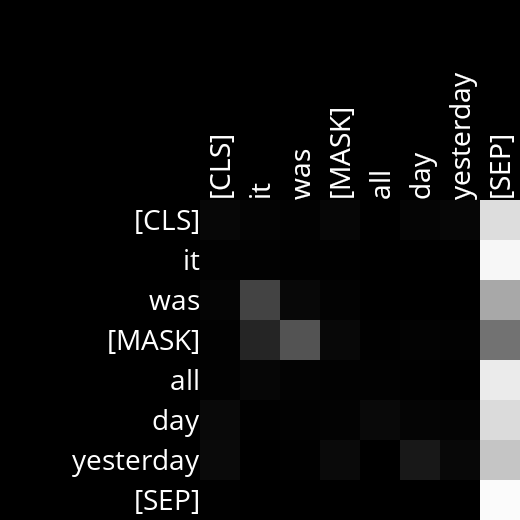 [CLS]
it
was
[MASK]
all
day
yesterday
[SEP]
[CLS]
it
was
[MASK]
all
day
yesterday
[SEP]